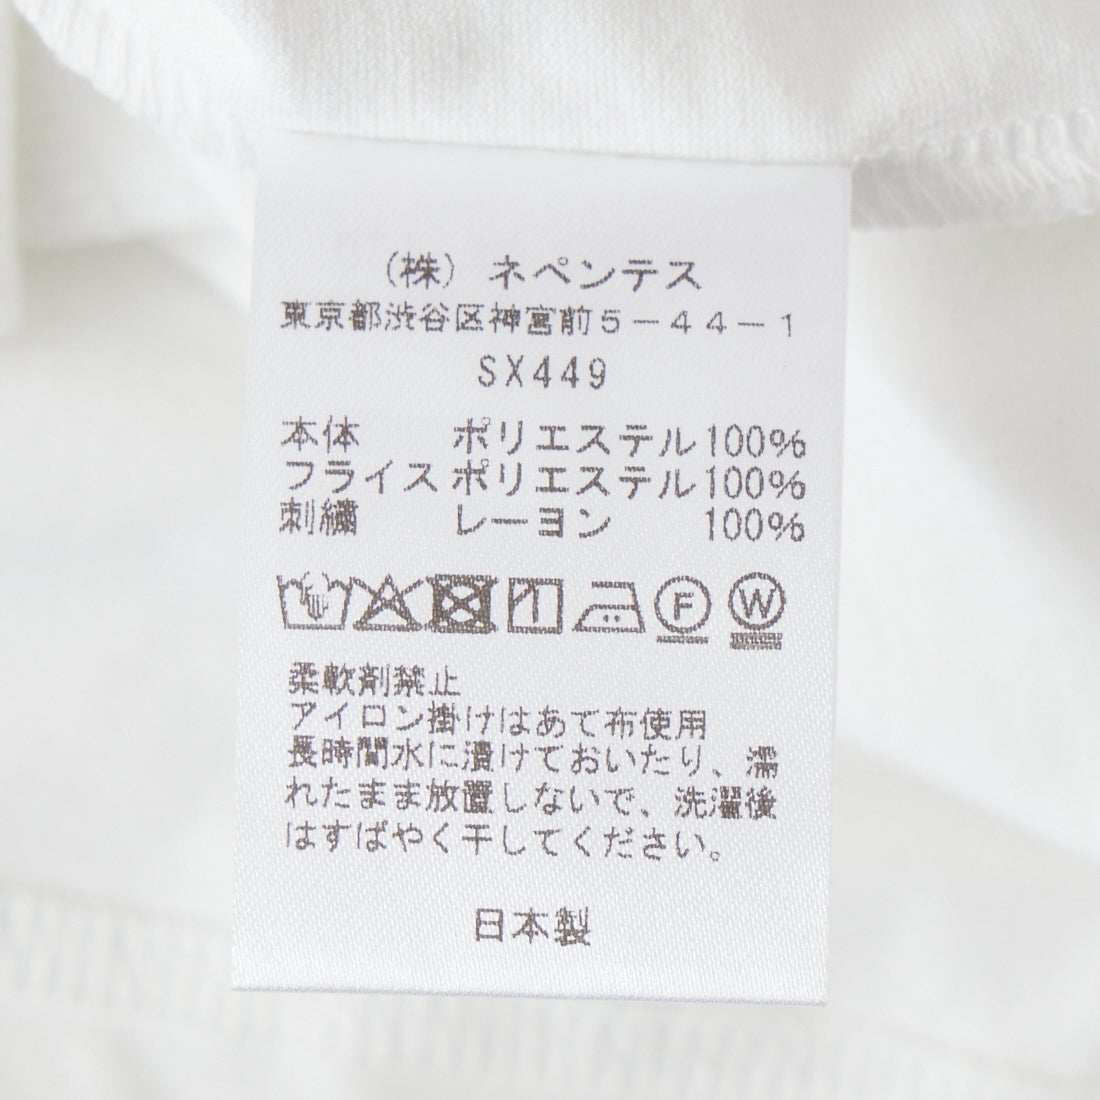 （株）ネペンテス
東京都渋谷区神宮前５－４４－１
SX449
本体 ポリエステル100%
フライス ポリエステル100%
刺繍 レーヨン 100%
F W
柔軟剤禁止
アイロン掛けはあて布使用
長時間水に漬けておいたり、濡
れたまま放置しないで、洗濯後
はすばやく干してください。
日本製